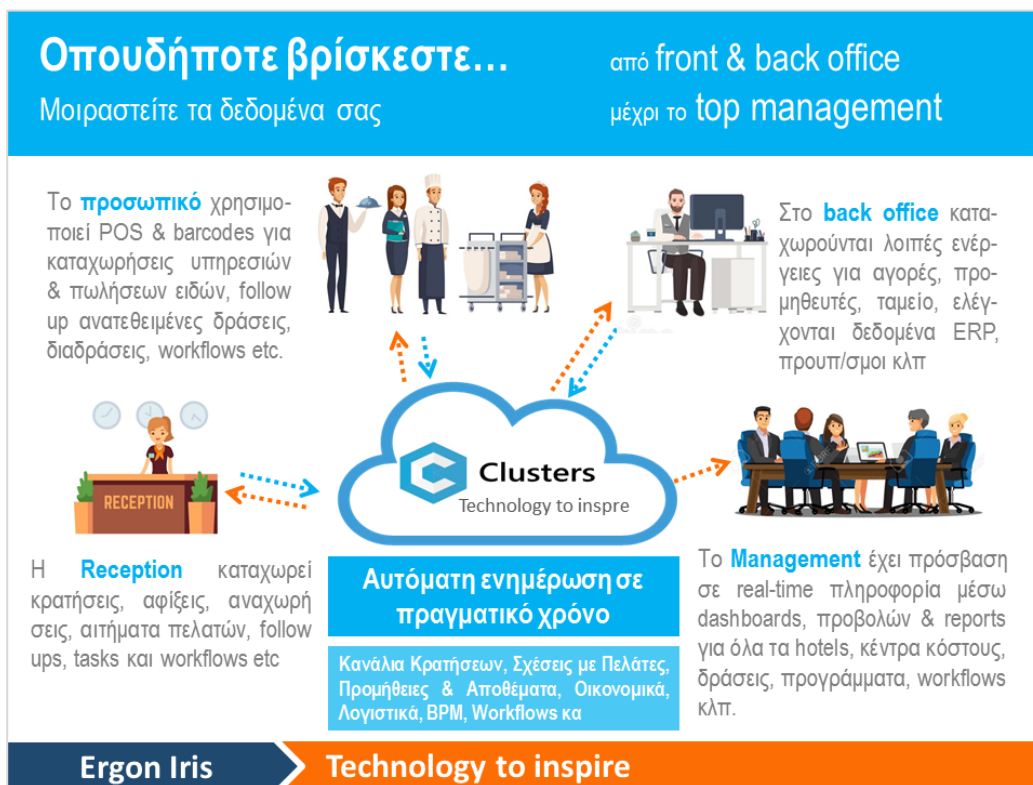 Οπουδήποτε βρίσκεστε...
Μοιραστείτε τα δεδομένα σας
από front & back office
μέχρι το top management
Το προσωπικό χρησιμο-
ποιεί POS & barcodes για
καταχωρήσεις υπηρεσιών
& πωλήσεων ειδών, follow
up ανατεθειμένες δράσεις,
διαδράσεις, workflows etc.
Στο back office κατα-
χωρούνται λοιπές ενέρ-
γειες για αγορές, προ-
μηθευτές, ταμείο, ελέγ-
χονται δεδομένα ERP,
προυπ/σμοι κλπ
RECEPTION
Clusters
Technology to inspre
Η Reception καταχωρεί
κρατήσεις, αφίξεις, αναχωρή
σεις, αιτήματα πελατών, follow
ups, tasks και workflows etc
Αυτόματη ενημέρωση σε
πραγματικό χρόνο
Κανάλια Κρατήσεων, Σχέσεις με Πελάτες,
Προμήθειες & Αποθέματα, Οικονομικά,
Λογιστικά, BPM, Workflows κα
Το Management έχει πρόσβαση
σε real-time πληροφορία μέσω
dashboards, προβολών & reports
για όλα τα hotels, κέντρα κόστους,
δράσεις, προγράμματα, workflows
κλπ.
Ergon Iris
Technology to inspire